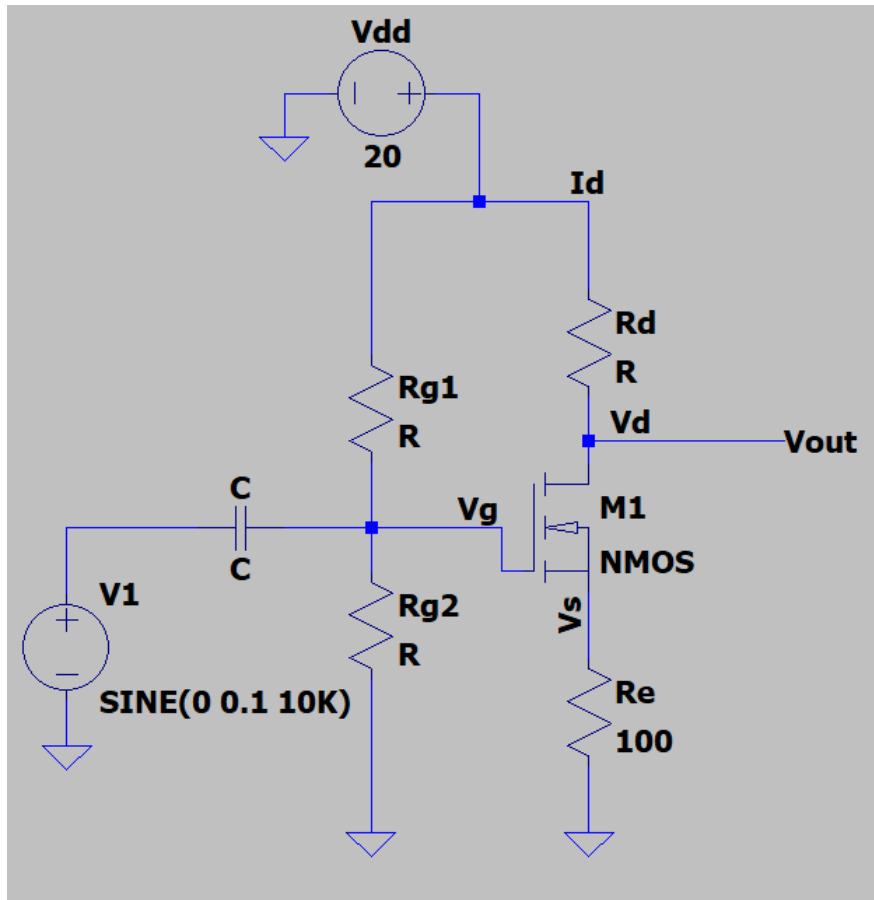 Vdd
20
Id
Rd
R
Vd
Vout
Rg1
R
C
C
Vg
M1
NMOS
Vs
V1
SINE(0 0.1 10K)
Rg2
R
Re
100